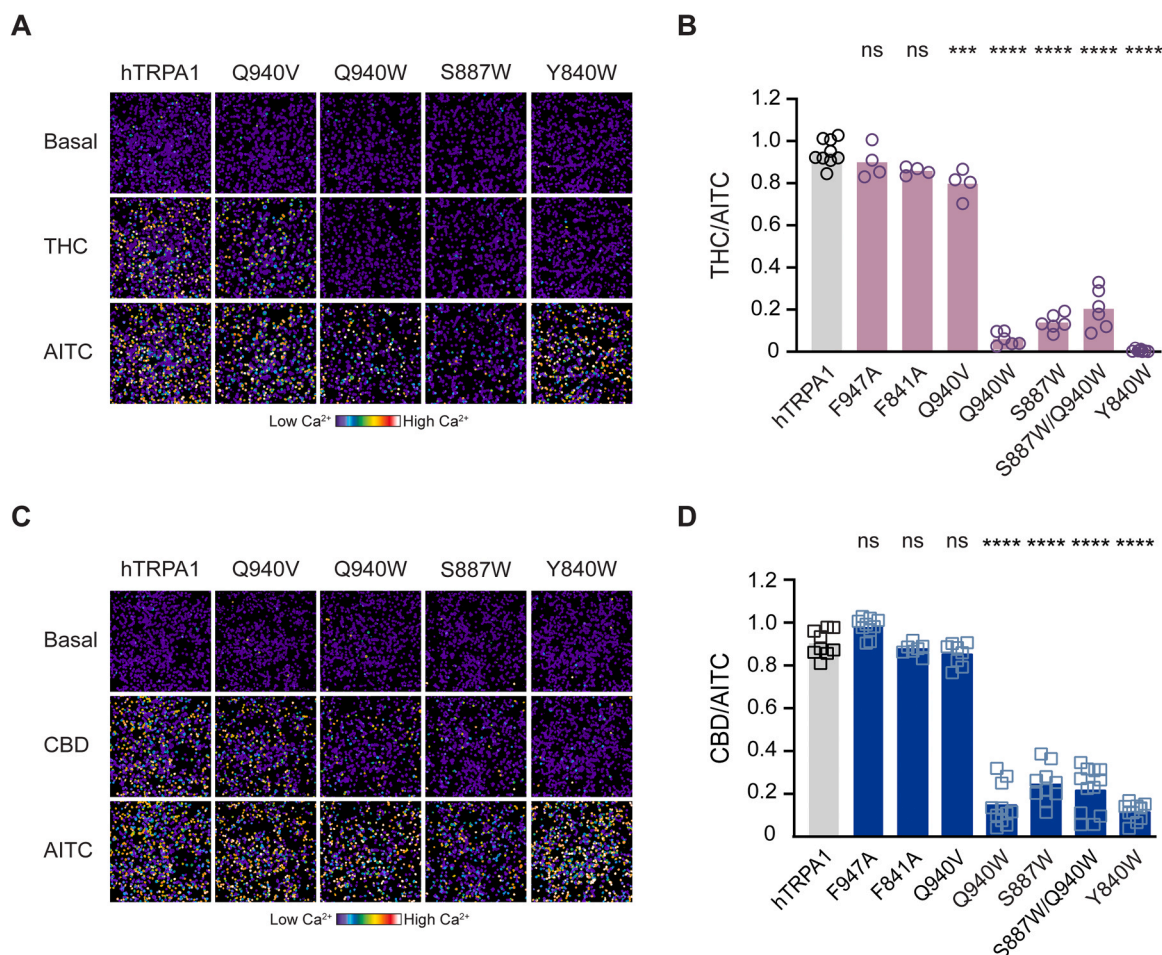 A
hTRPA1 Q940V Q940W S887W Y840W
Basal
THC
AITC
Low Ca²⁺ High Ca²⁺
B
ns ns *** **** **** **** ****
THC/AITC
1.2
1.0
0.8
0.6
0.4
0.2
0
hTRPA1 F947A F841A Q940V Q940W S887W S887W/Q940W Y840W
C
hTRPA1 Q940V Q940W S887W Y840W
Basal
CBD
AITC
Low Ca²⁺ High Ca²⁺
D
ns ns ns **** **** **** ****
CBD/AITC
1.2
1.0
0.8
0.6
0.4
0.2
0
hTRPA1 F947A F841A Q940V Q940W S887W S887W/Q940W Y840W